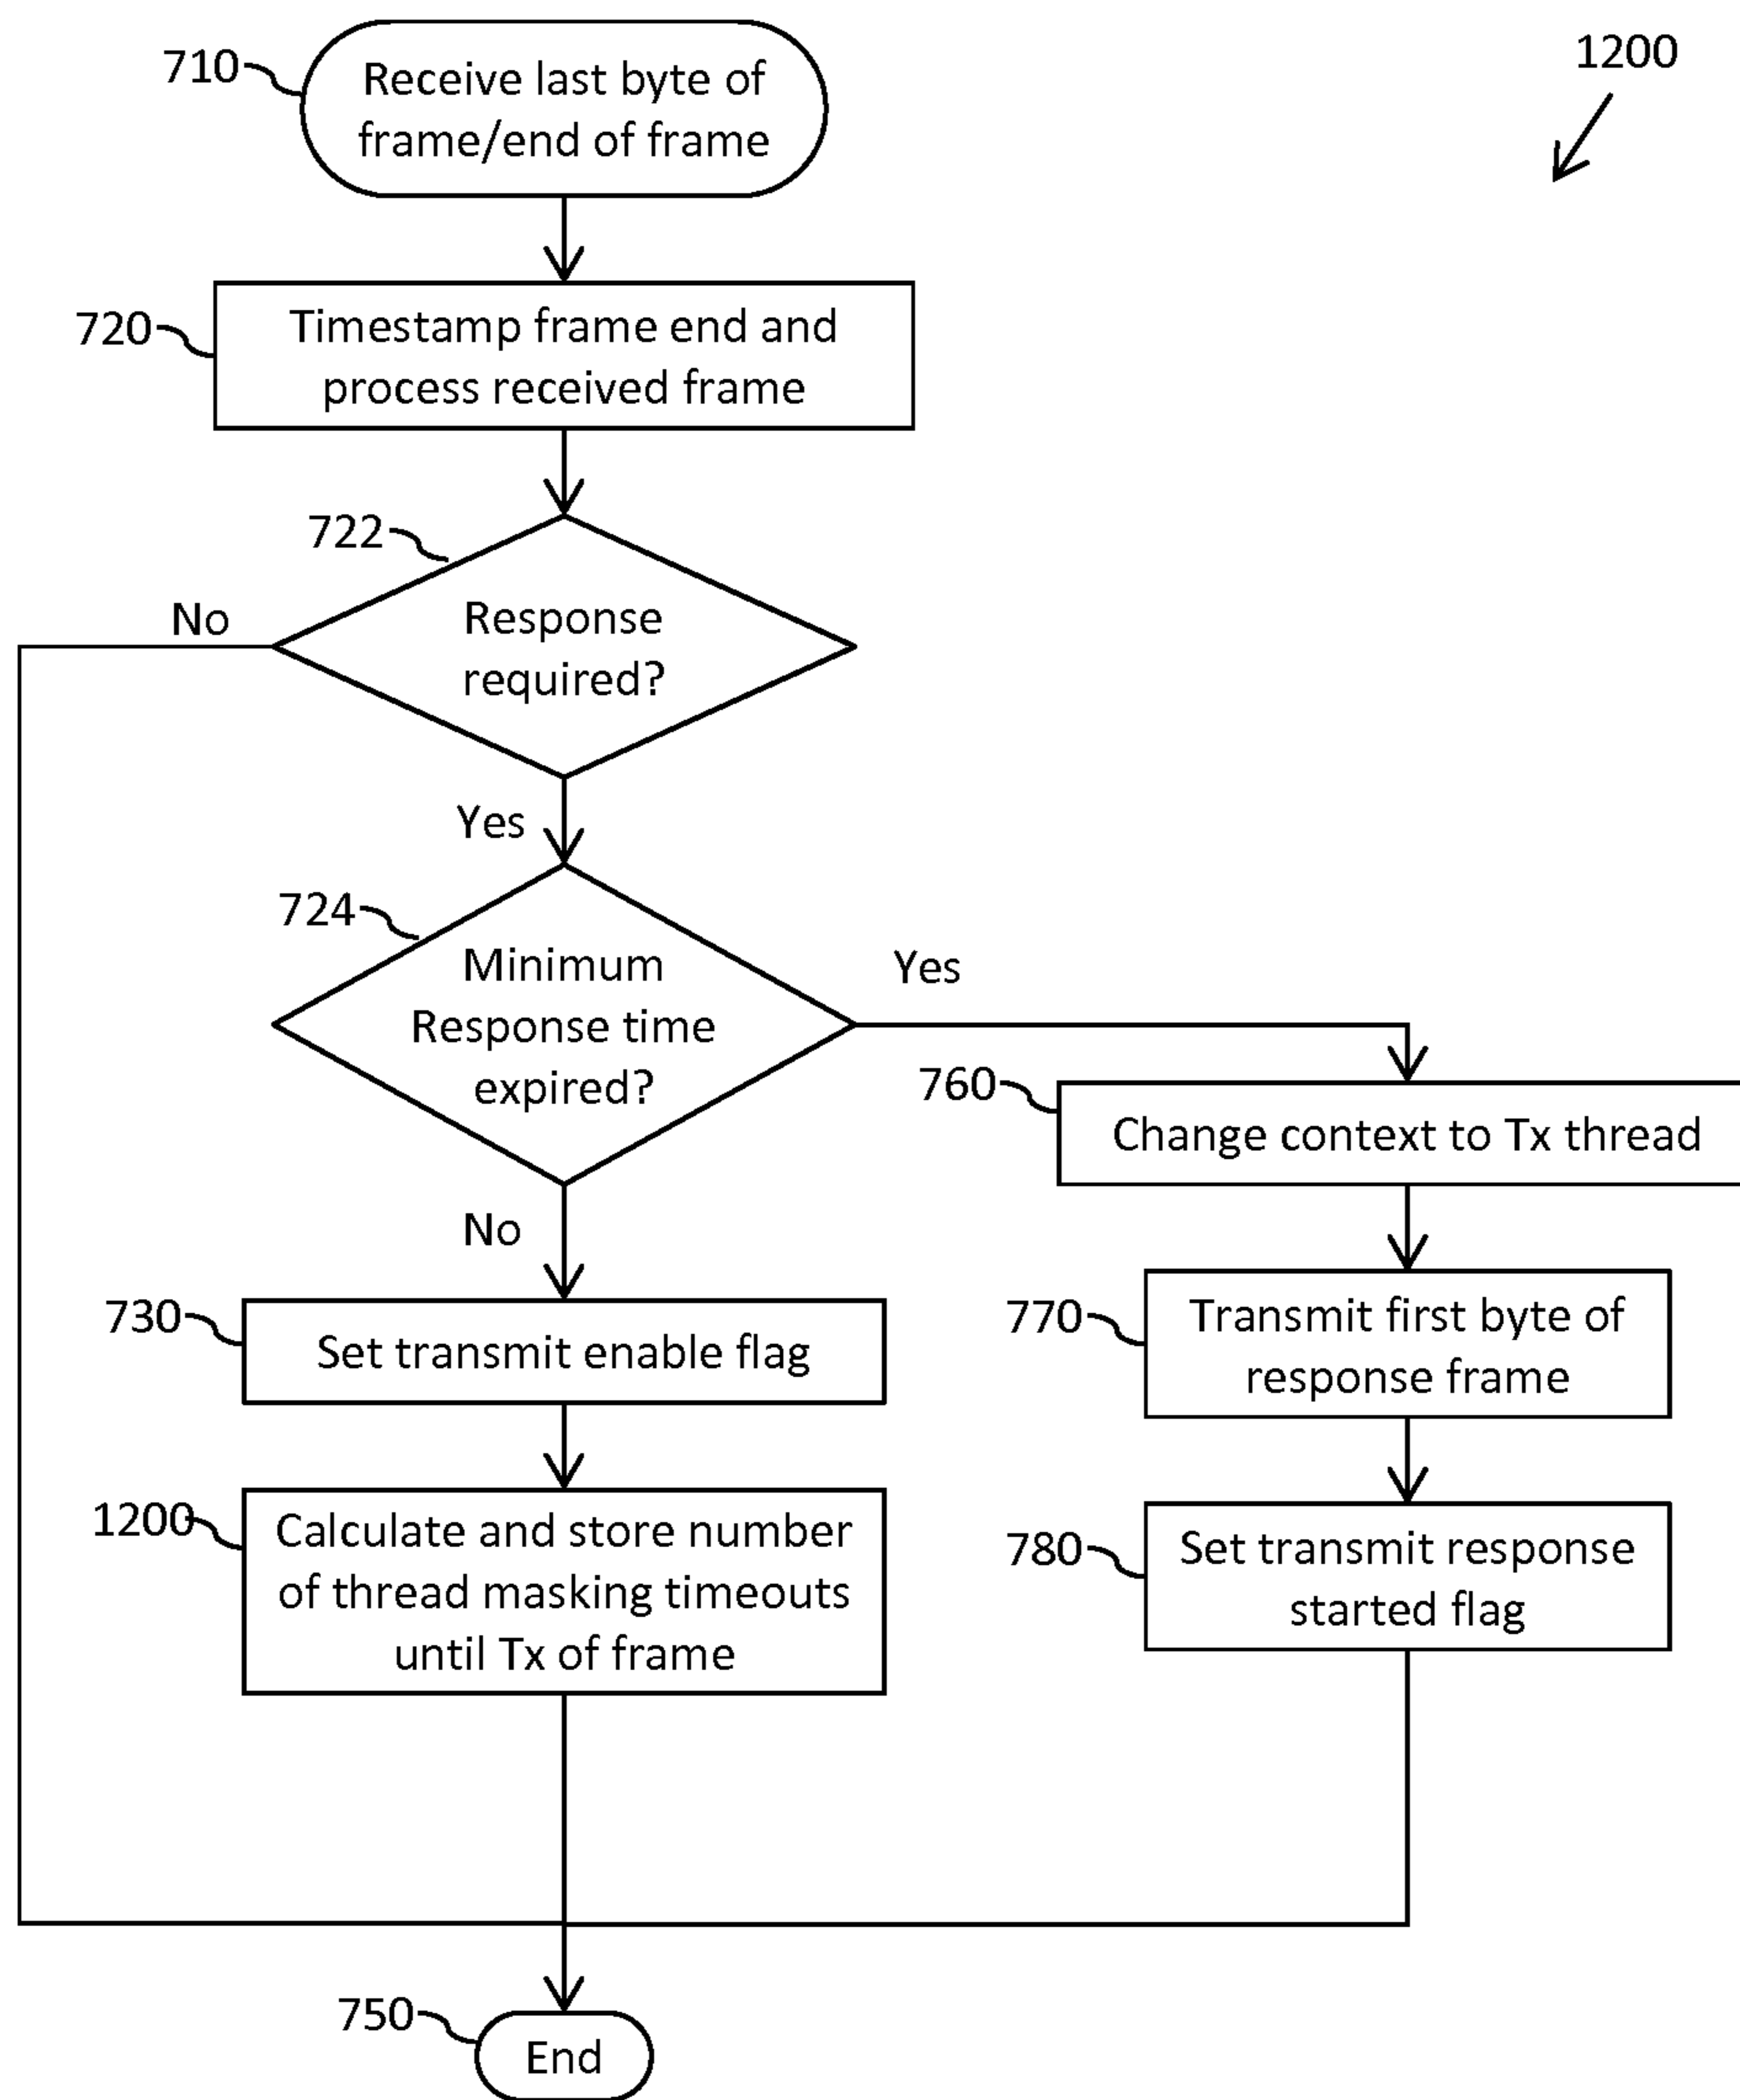 1200
710
Receive last byte of
frame/end of frame
720
Timestamp frame end and
process received frame
722
No
Response
required?
Yes
724
Minimum
Response time
expired?
Yes
No
760
Change context to Tx thread
730
Set transmit enable flag
770
Transmit first byte of
response frame
1200
Calculate and store number
of thread masking timeouts
until Tx of frame
780
Set transmit response
started flag
750
End